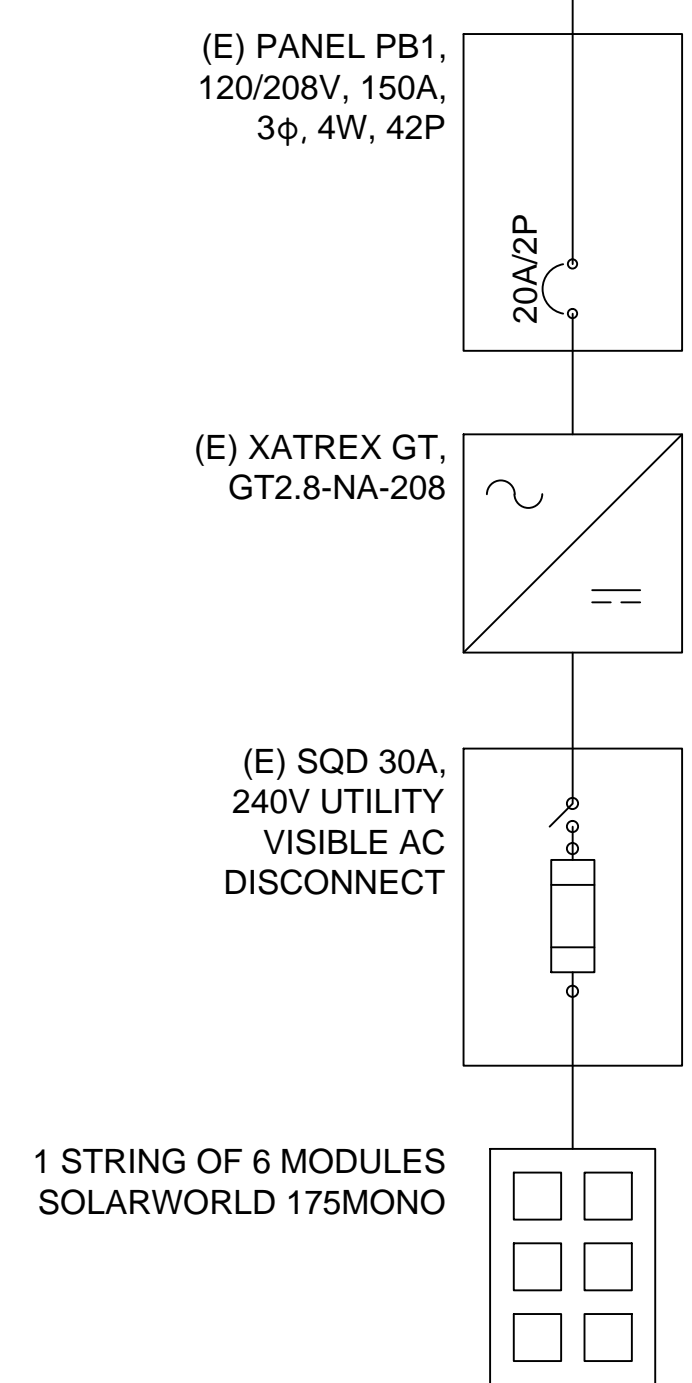 (E) PANEL PB1,
120/208V, 150A,
3ϕ, 4W, 42P
20A/2P
(E) XATREX GT,
GT2.8-NA-208
(E) SQD 30A,
240V UTILITY
VISIBLE AC
DISCONNECT
1 STRING OF 6 MODULES
SOLARWORLD 175MONO